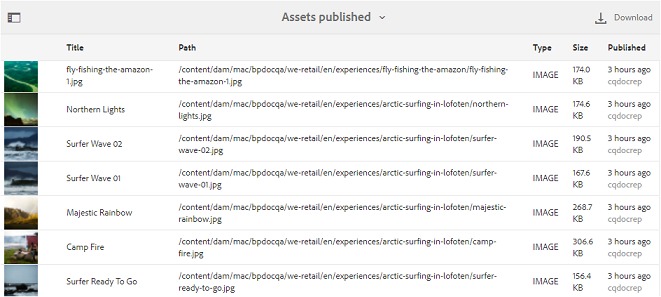 Assets published
Download
Title Path Type Size Published
fly-fishing-the-amazon- /content/dam/mac/bpdocqa/we-retail/en/experiences/fly-fishing-the-amazon/fly-fishing- IMAGE 174.0 3 hours ago
1.jpg the-amazon-1.jpg KB cqdocrep
Northern Lights /content/dam/mac/bpdocqa/we-retail/en/experiences/arctic-surfing-in-lofoten/northern- IMAGE 174.6 3 hours ago
lights.jpg KB cqdocrep
Surfer Wave 02 /content/dam/mac/bpdocqa/we-retail/en/experiences/arctic-surfing-in-lofoten/surfer- IMAGE 190.5 3 hours ago
wave-02.jpg KB cqdocrep
Surfer Wave 01 /content/dam/mac/bpdocqa/we-retail/en/experiences/arctic-surfing-in-lofoten/surfer- IMAGE 167.6 3 hours ago
wave-01.jpg KB cqdocrep
Majestic Rainbow /content/dam/mac/bpdocqa/we-retail/en/experiences/arctic-surfing-in-lofoten/majestic- IMAGE 268.7 3 hours ago
rainbow.jpg KB cqdocrep
Camp Fire /content/dam/mac/bpdocqa/we-retail/en/experiences/arctic-surfing-in-lofoten/camp- IMAGE 306.6 3 hours ago
fire.jpg KB cqdocrep
Surfer Ready To Go /content/dam/mac/bpdocqa/we-retail/en/experiences/arctic-surfing-in-lofoten/surfer- IMAGE 156.4 3 hours ago
ready-to-go.jpg KB cqdocrep